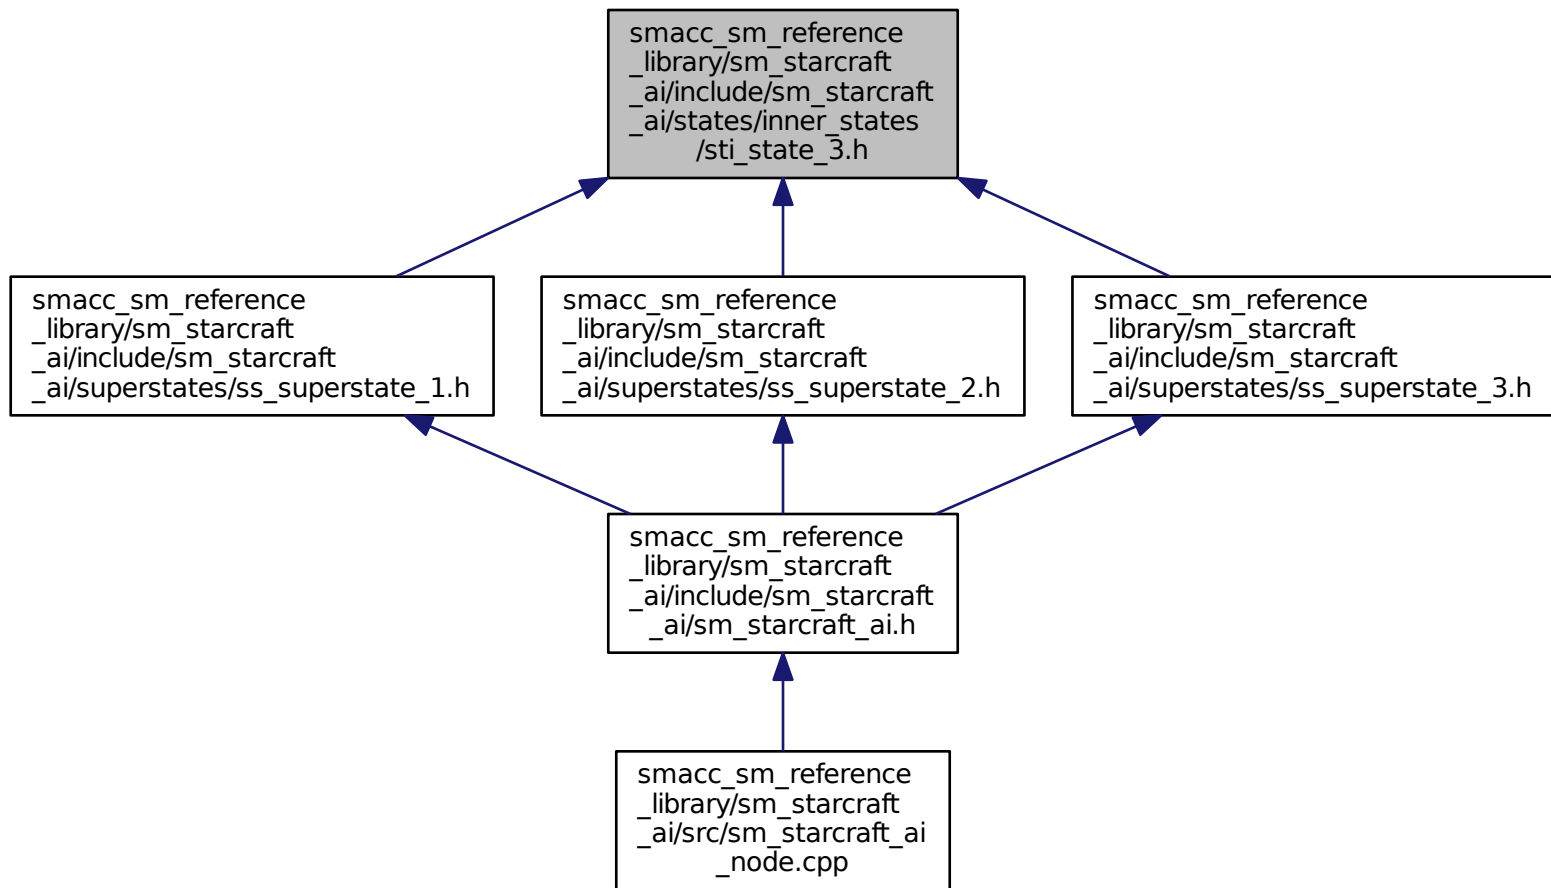 smacc_sm_reference
_library/sm_starcraft
_ai/include/sm_starcraft
_ai/states/inner_states
/sti_state_3.h
smacc_sm_reference
_library/sm_starcraft
_ai/include/sm_starcraft
_ai/superstates/ss_superstate_1.h
smacc_sm_reference
_library/sm_starcraft
_ai/include/sm_starcraft
_ai/superstates/ss_superstate_2.h
smacc_sm_reference
_library/sm_starcraft
_ai/include/sm_starcraft
_ai/superstates/ss_superstate_3.h
smacc_sm_reference
_library/sm_starcraft
_ai/include/sm_starcraft
_ai/sm_starcraft_ai.h
smacc_sm_reference
_library/sm_starcraft
_ai/src/sm_starcraft_ai
_node.cpp